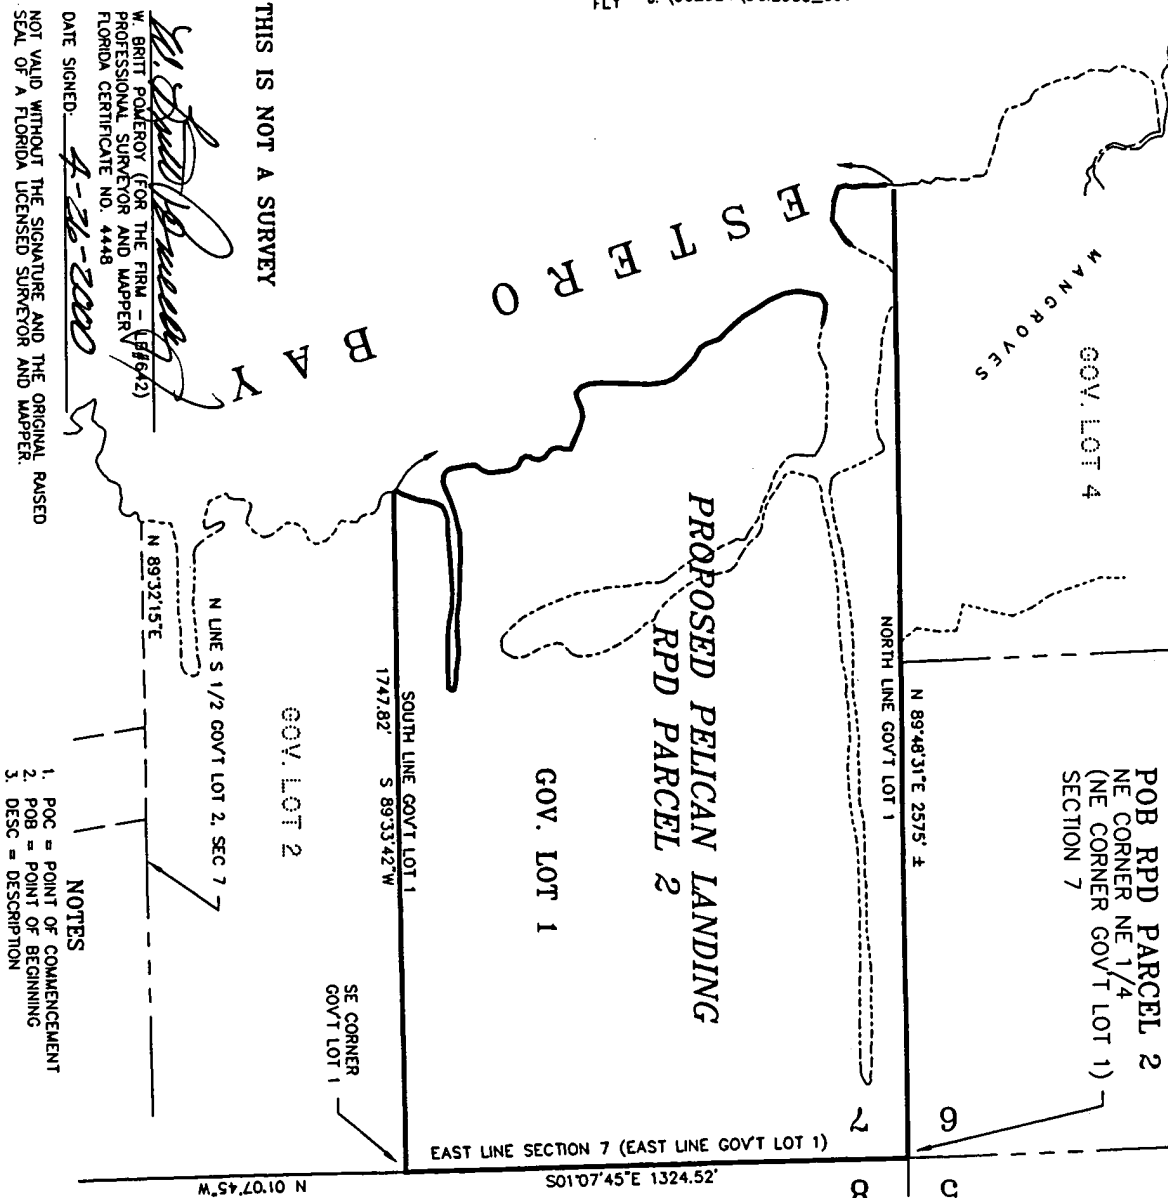 POB RPD PARCEL 2
NE CORNER NE 1/4
(NE CORNER GOV'T LOT 1)
SECTION 7
MANGROVES
GOV. LOT 4
N 89°48'31"E 2575' ±
NORTH LINE GOV'T LOT 1
6
7
5
8
PROPOSED PELICAN LANDING
RPD PARCEL 2
GOV. LOT 1
ESTERO
BAY
EAST LINE SECTION 7 (EAST LINE GOV'T LOT 1)
S01°07'45"E 1324.52'
SOUTH LINE GOV'T LOT 1
1747.82' S 89°33'42"W
SE CORNER
GOV'T LOT 1
N 01°07'45"W
GOV. LOT 2
N LINE S 1/2 GOV'T LOT 2, SEC 7
N 89°32'15"E
NOTES
1. POC = POINT OF COMMENCEMENT
2. POB = POINT OF BEGINNING
3. DESC = DESCRIPTION
THIS IS NOT A SURVEY
W. BRITT POMEROY (FOR THE FIRM - LB#642)
PROFESSIONAL SURVEYOR AND MAPPER
FLORIDA CERTIFICATE NO. 4448
DATE SIGNED: 4-26-2000
NOT VALID WITHOUT THE SIGNATURE AND THE ORIGINAL RAISED
SEAL OF A FLORIDA LICENSED SURVEYOR AND MAPPER.